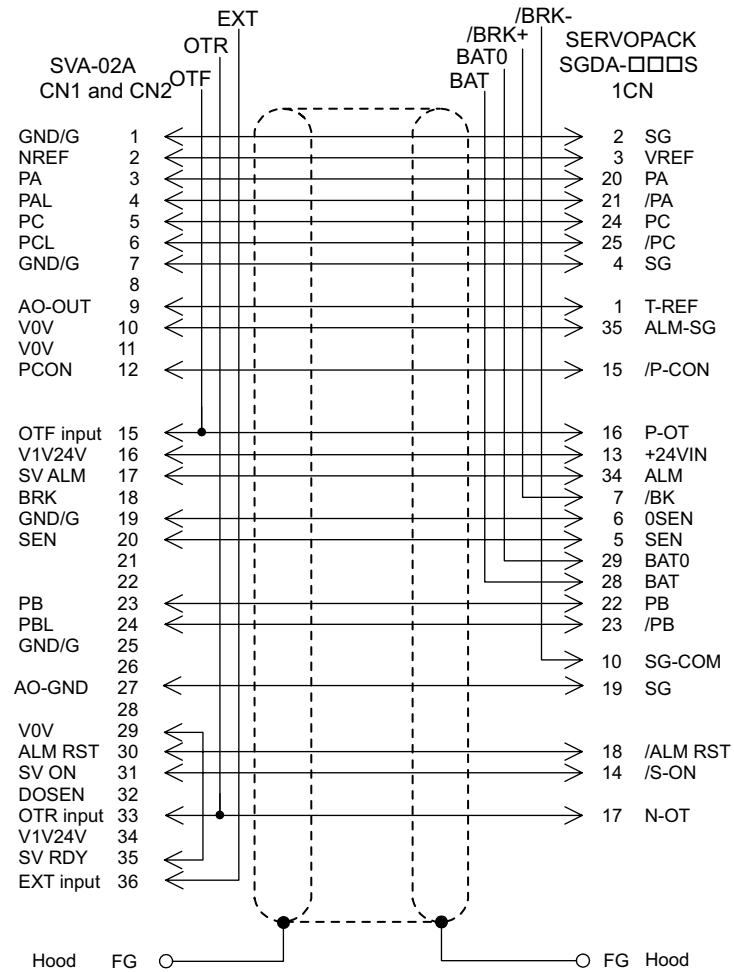 EXT
/BRK-
OTR
/BRK+
SERVOPACK
SVA-02A
BAT0
SGDA-□□□S
CN1 and CN2
OTF
BAT
1CN
GND/G 1 2 SG
NREF 2 3 VREF
PA 3 20 PA
PAL 4 21 /PA
PC 5 24 PC
PCL 6 25 /PC
GND/G 7 4 SG
8
AO-OUT 9 1 T-REF
V0V 10 35 ALM-SG
V0V 11
PCON 12 15 /P-CON
OTF input 15 16 P-OT
V1V24V 16 13 +24VIN
SV ALM 17 34 ALM
BRK 18 7 /BK
GND/G 19 6 0SEN
SEN 20 5 SEN
21 29 BAT0
22 28 BAT
PB 23 22 PB
PBL 24 23 /PB
GND/G 25
26 10 SG-COM
AO-GND 27 19 SG
28
V0V 29
ALM RST 30 18 /ALM RST
SV ON 31 14 /S-ON
DOSEN 32
OTR input 33 17 N-OT
V1V24V 34
SV RDY 35
EXT input 36
Hood FG FG Hood